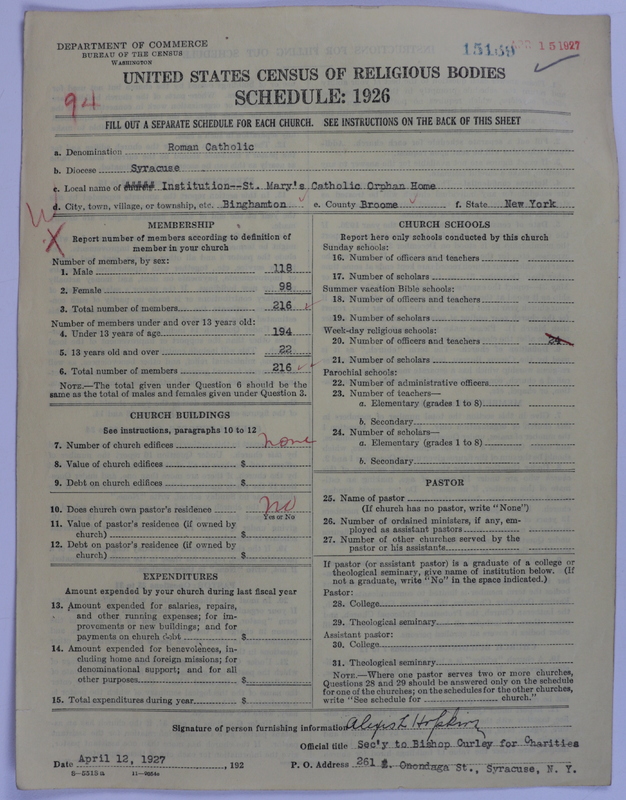 DEPARTMENT OF COMMERCE
BUREAU OF THE CENSUS
WASHINGTON
15169
15 1927
94
UNITED STATES CENSUS OF RELIGIOUS BODIES
SCHEDULE: 1926
FILL OUT A SEPARATE SCHEDULE FOR EACH CHURCH. SEE INSTRUCTIONS ON THE BACK OF THIS SHEET
a. Denomination Roman Catholic
b. Diocese Syracuse
c. Local name of church Institution--St. Mary's Catholic Orphan Home
d. City, town, village, or township, etc. Binghamton e. County Broome f. State New York
MEMBERSHIP
Report number of members according to definition of
member in your church
Number of members, by sex:
1. Male 118
2. Female 98
3. Total number of members 216
Number of members under and over 13 years old:
4. Under 13 years of age 194
5. 13 years old and over 22
6. Total number of members 216
NOTE.—The total given under Question 6 should be the
same as the total of males and females given under Question 3.
CHURCH BUILDINGS
See instructions, paragraphs 10 to 12
7. Number of church edifices none
8. Value of church edifices $
9. Debt on church edifices $
10. Does church own pastor's residence no
Yes or No
11. Value of pastor's residence (if owned by
church) $
12. Debt on pastor's residence (if owned by
church) $
EXPENDITURES
Amount expended by your church during last fiscal year
13. Amount expended for salaries, repairs,
and other running expenses; for im-
provements or new buildings; and for
payments on church debt $
14. Amount expended for benevolences, in-
cluding home and foreign missions; for
denominational support; and for all
other purposes $
15. Total expenditures during year $
CHURCH SCHOOLS
Report here only schools conducted by this church
Sunday schools:
16. Number of officers and teachers
17. Number of scholars
Summer vacation Bible schools:
18. Number of officers and teachers
19. Number of scholars
Week-day religious schools:
20. Number of officers and teachers 24
21. Number of scholars
Parochial schools:
22. Number of administrative officers
23. Number of teachers—
a. Elementary (grades 1 to 8)
b. Secondary
24. Number of scholars—
a. Elementary (grades 1 to 8)
b. Secondary
PASTOR
25. Name of pastor
(If church has no pastor, write "None")
26. Number of ordained ministers, if any, em-
ployed as assistant pastors
27. Number of other churches served by the
pastor or his assistants
If pastor (or assistant pastor) is a graduate of a college or
theological seminary, give name of institution below. (If
not a graduate, write "No" in the space indicated.)
Pastor:
28. College
29. Theological seminary
Assistant pastor:
30. College
31. Theological seminary
NOTE.—Where one pastor serves two or more churches,
Questions 28 and 29 should be answered only on the schedule
for one of the churches; on the schedules for the other churches,
write "See schedule for church."
Signature of person furnishing information Alexis L Hopkins
Official title Sec'y to Bishop Curley for Charities
Date April 12, 1927, 192 P. O. Address 261 E. Onondaga St., Syracuse, N. Y.
8—5515 a